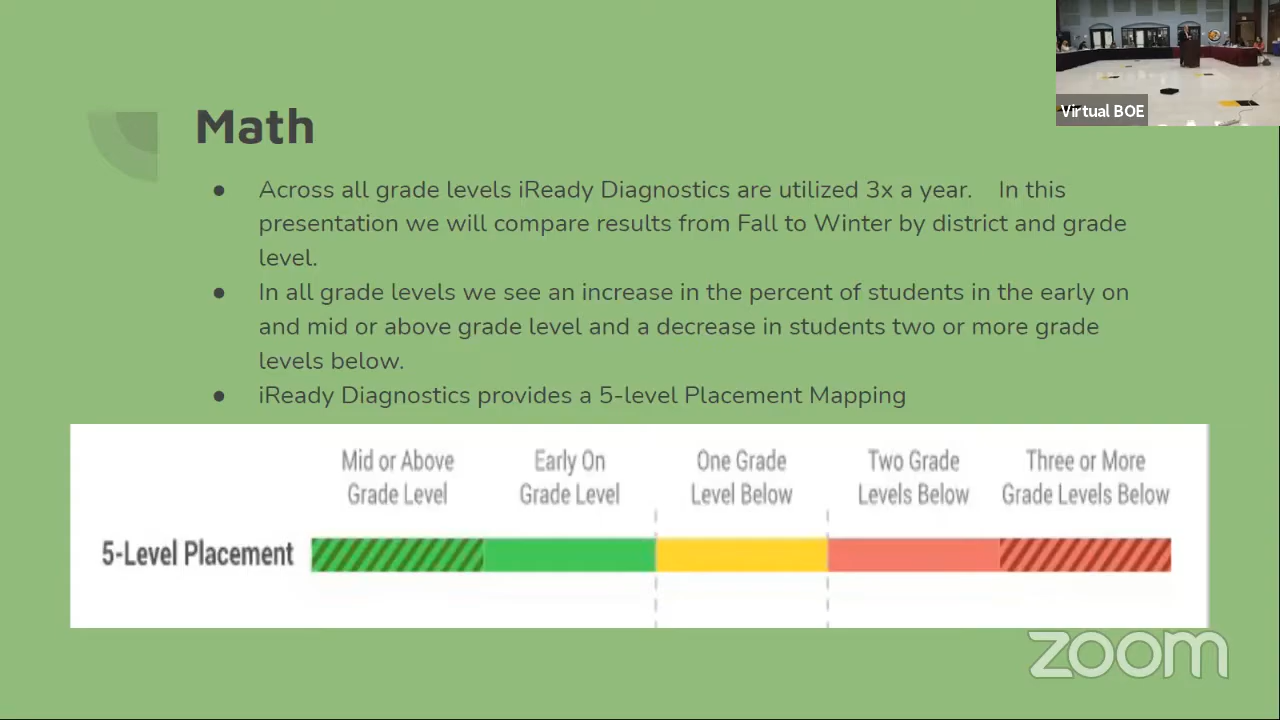 Virtual BOE
Math
● Across all grade levels iReady Diagnostics are utilized 3x a year. In this
presentation we will compare results from Fall to Winter by district and grade
level.
● In all grade levels we see an increase in the percent of students in the early on
and mid or above grade level and a decrease in students two or more grade
levels below.
● iReady Diagnostics provides a 5-level Placement Mapping
Mid or Above
Grade Level
Early On
Grade Level
One Grade
Level Below
Two Grade
Levels Below
Three or More
Grade Levels Below
5-Level Placement
zoom